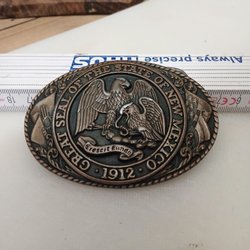 Always precise
GREAT SEAL OF THE STATE OF NEW MEXICO
Crescit Eundo
• 1912 •